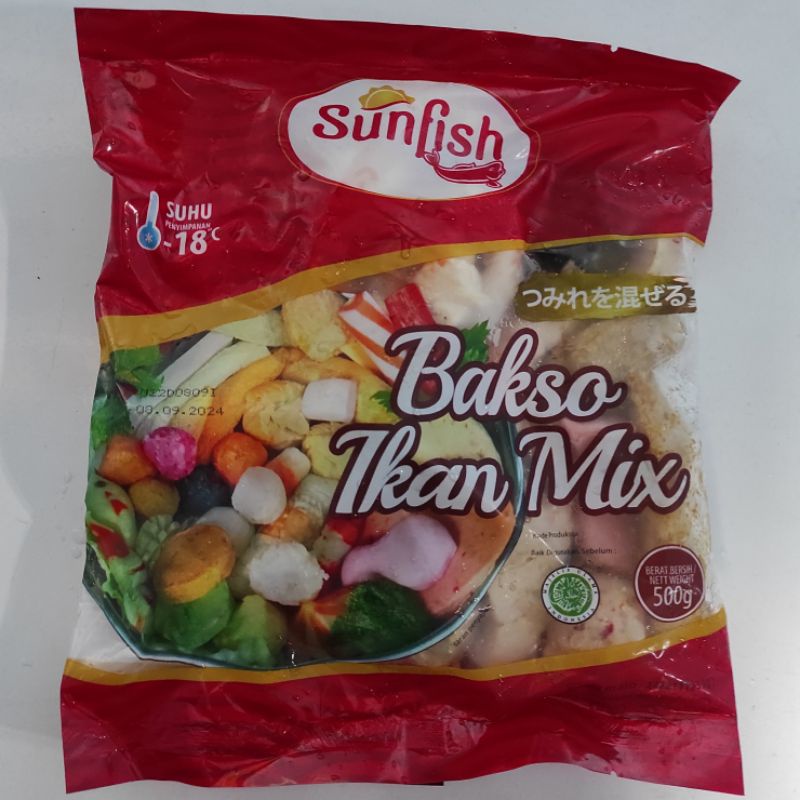 Sunfish
SUHU
PENYIMPANAN
-18°C
つみれを混ぜる
Bakso
Ikan Mix
08.09.2024
Kode Produksi:
Baik Digunakan Sebelum :
BERAT BERSIH /
NETT WEIGHT
500g